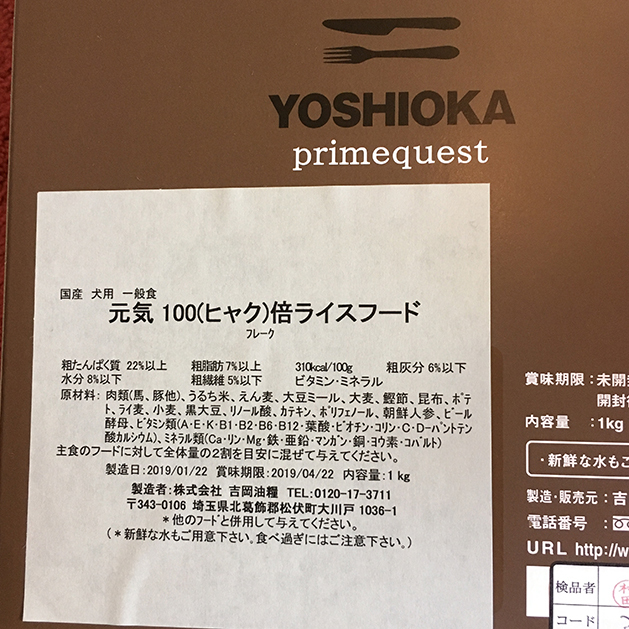 YOSHIOKA
primequest
国産 犬用 一般食
元気 100(ヒャク)倍ライスフード
フレーク
粗たんぱく質 22%以上 粗脂肪7%以上 310kcal/100g 粗灰分 6%以下
水分 8%以下 粗繊維 5%以下 ビタミン・ミネラル
原材料: 肉類(馬、豚他)、うるち米、えん麦、大豆ミール、大麦、鰹節、昆布、ポテ
ト、ライ麦、小麦、黒大豆、リノール酸、カテキン、ポリフェノール、朝鮮人参、ビール
酵母、ビタミン類(A・E・K・B1・B2・B6・B12・葉酸・ビオチン・コリン・C・D-パントテン
酸カルシウム)、ミネラル類(Ca・リン・Mg・鉄・亜鉛・マンガン・銅・ヨウ素・コバルト)
主食のフードに対して全体量の2割を目安に混ぜて与えてください。
製造日:2019/01/22 賞味期限:2019/04/22 内容量:1kg
製造者:株式会社 吉岡油糧 TEL:0120-17-3711
〒343-0106 埼玉県北葛飾郡松伏町大川戸 1036-1
*他のフードと併用して与えてください。
(*新鮮な水もご用意下さい。食べ過ぎにはご注意下さい。)
賞味期限:未開封
開封後
内容量 :1kg
・新鮮な水もご
製造・販売元:吉
電話番号 :
URL http://w
検品者
コード